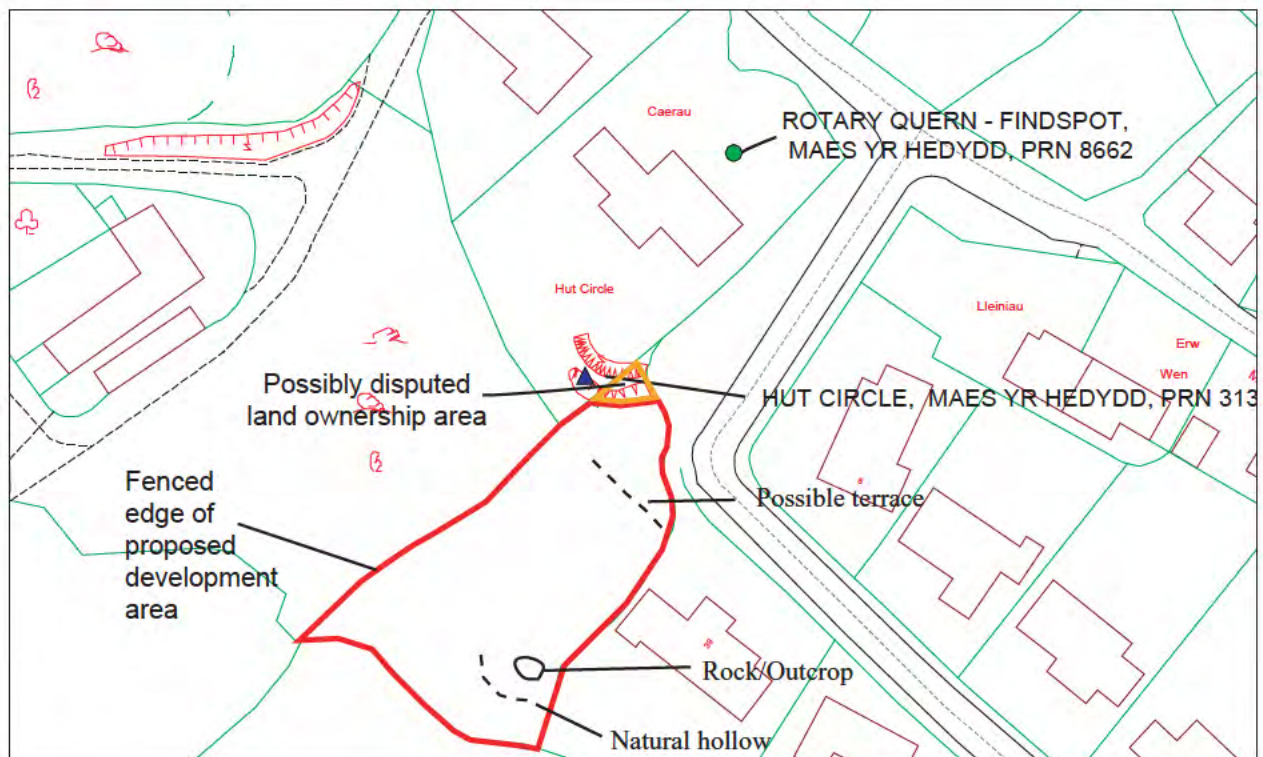 Caerau
ROTARY QUERN - FINDSPOT,
MAES YR HEDYDD, PRN 8662
Hut Circle
Lleiniau
Erw
Wen
Possibly disputed
land ownership area
HUT CIRCLE, MAES YR HEDYDD, PRN 313
Fenced
edge of
proposed
development
area
Possible terrace
6
39
Rock/Outcrop
Natural hollow